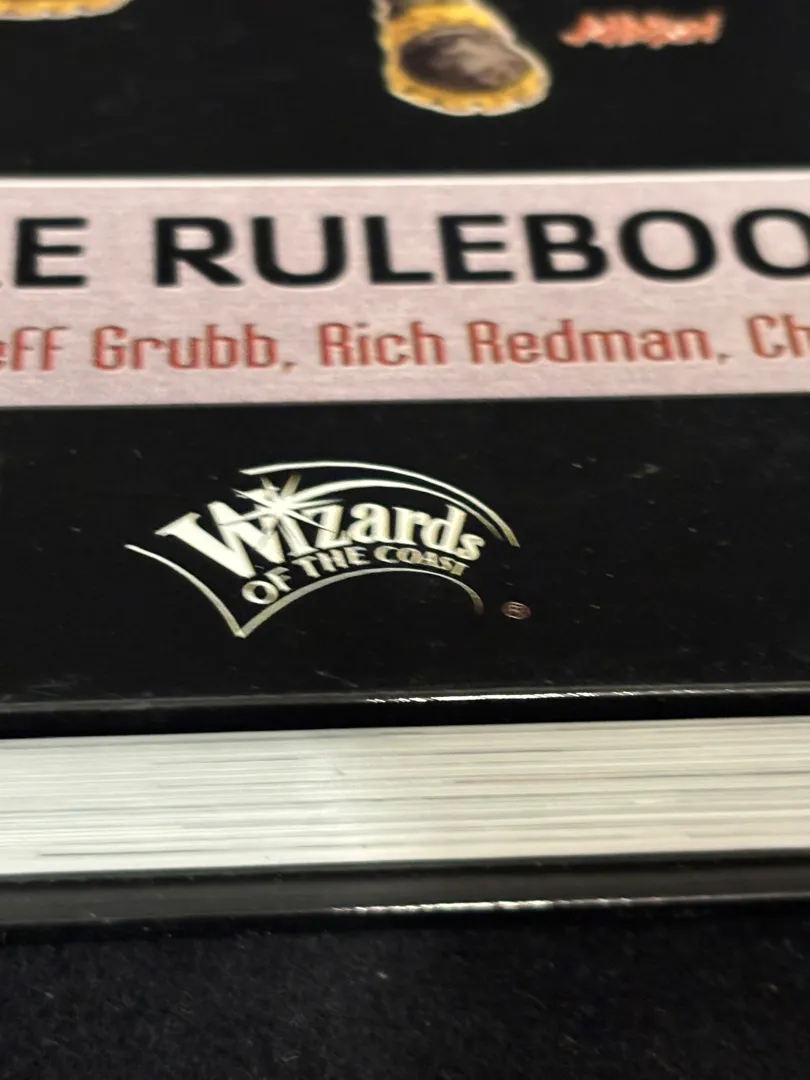 E RULEBOO
eff Grubb, Rich Redman, Ch
Wizards
OF THE COAST
®